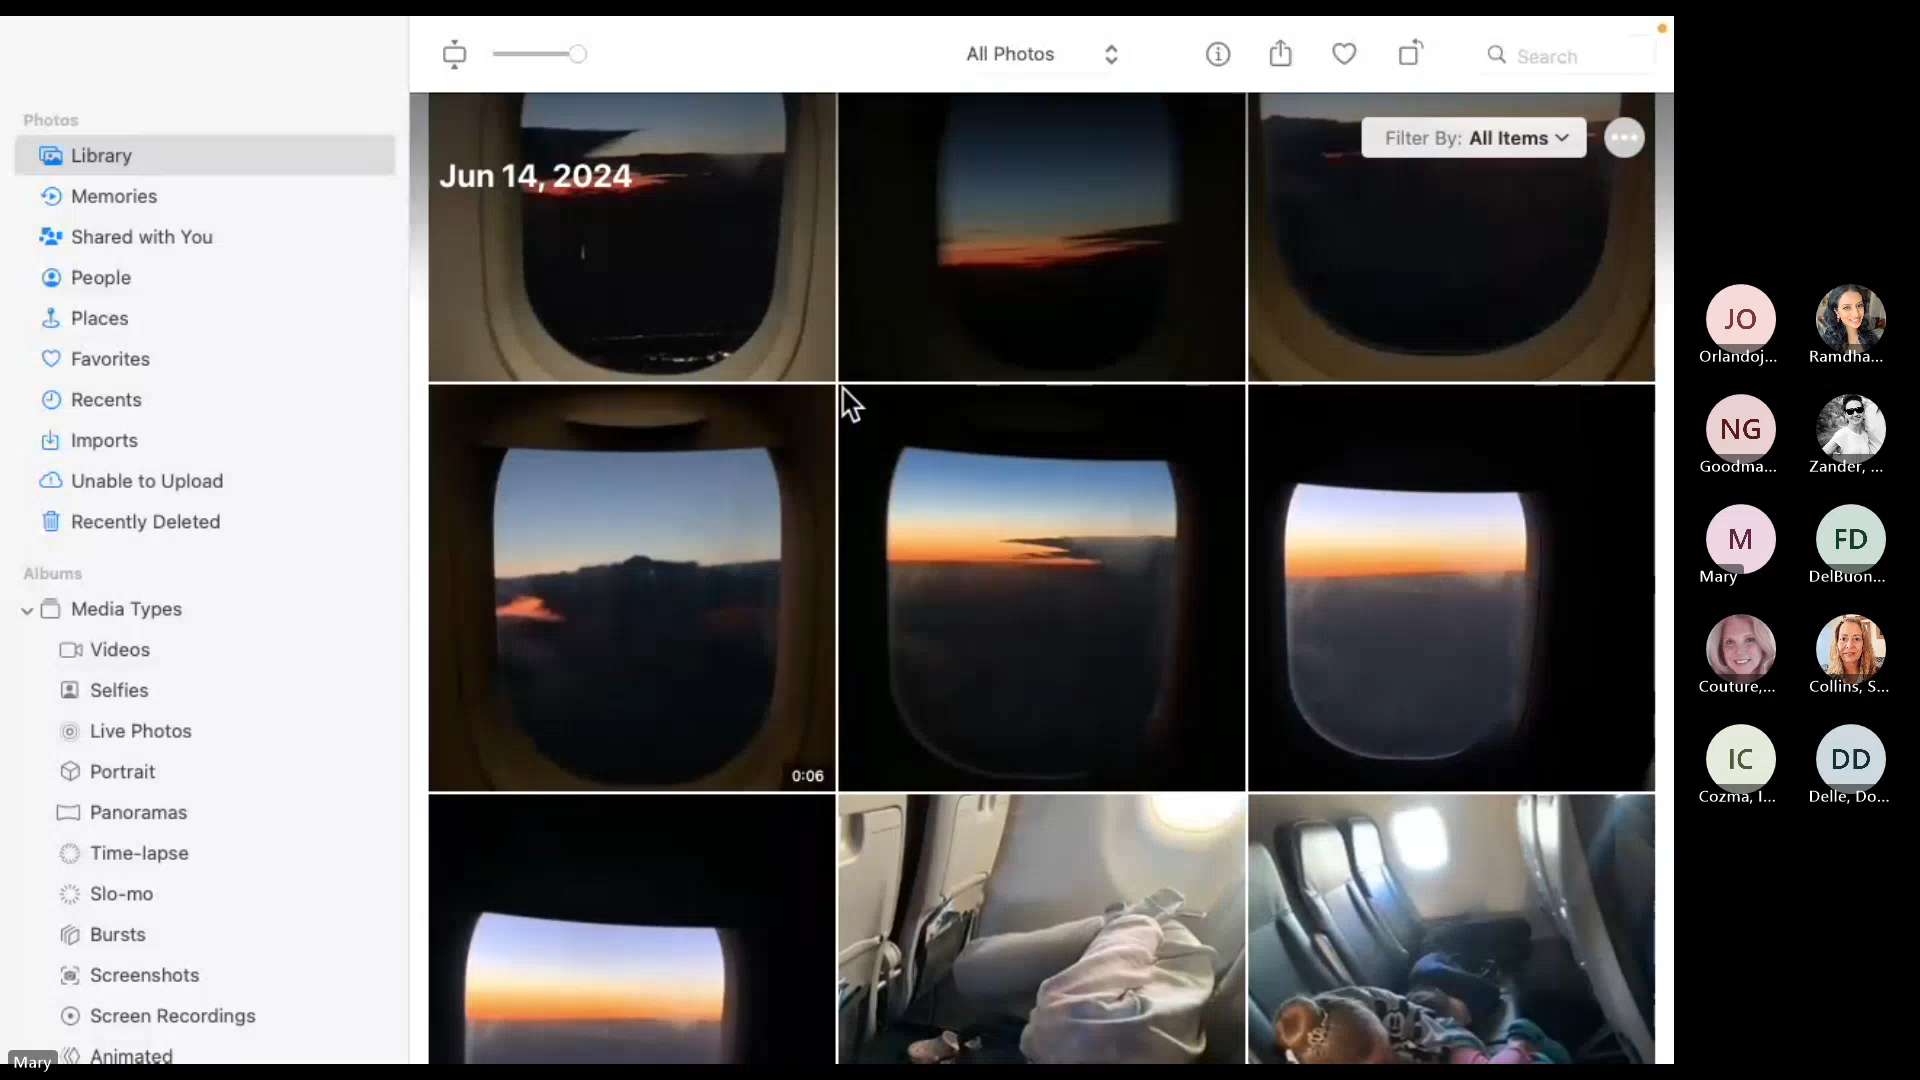 All Photos
Search
Photos
Library
Memories
Shared with You
People
Places
Favorites
Recents
Imports
Unable to Upload
Recently Deleted
Albums
Media Types
Videos
Selfies
Live Photos
Portrait
Panoramas
Time-lapse
Slo-mo
Bursts
Screenshots
Screen Recordings
Animated
Mary
Jun 14, 2024
Filter By: All Items
0:06
JO
Orlandoj...
Ramdha...
NG
Goodma...
Zander, ...
M
Mary
FD
DelBuon...
Couture,...
Collins, S...
IC
Cozma, I...
DD
Delle, Do...